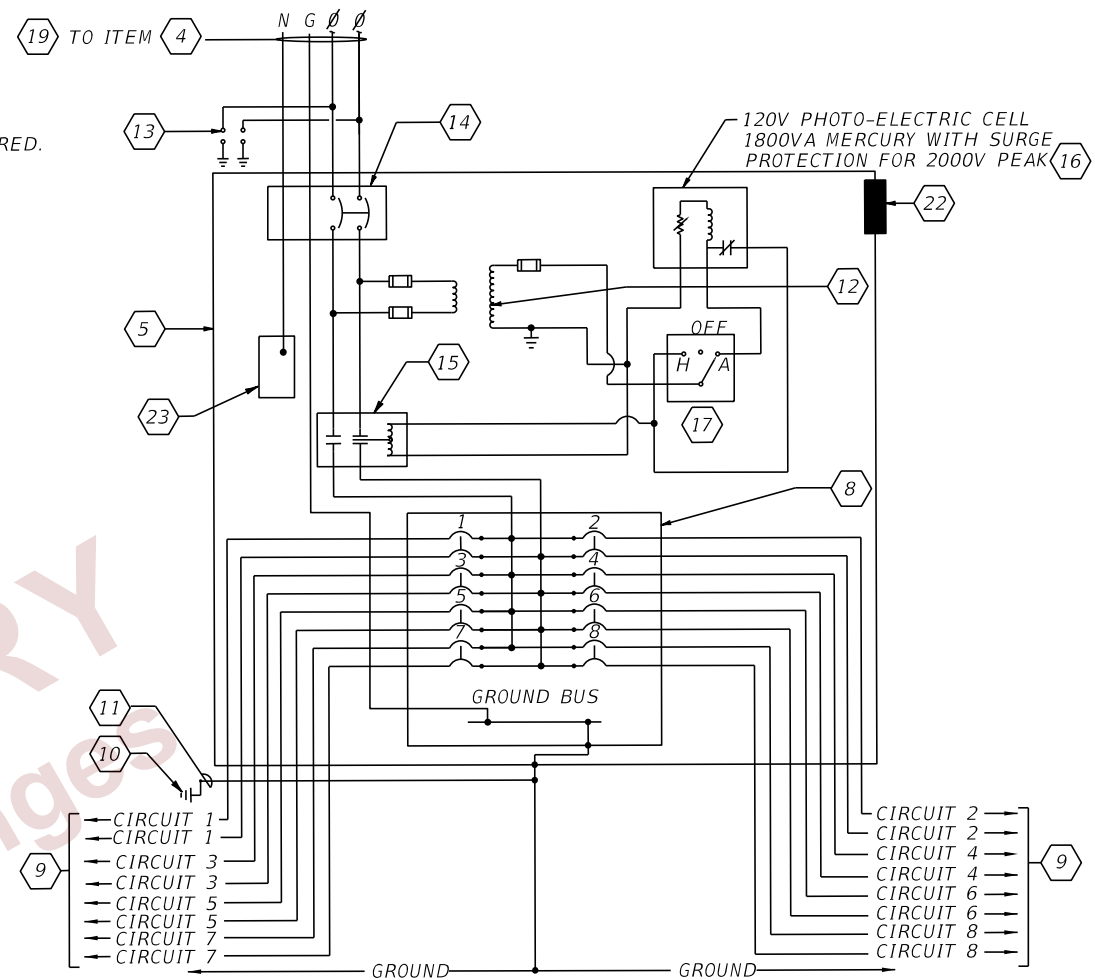 N G Ø Ø
19 TO ITEM 4
RED.
13
14
120V PHOTO-ELECTRIC CELL
1800VA MERCURY WITH SURGE
PROTECTION FOR 2000V PEAK 16
22
12
5
OFF
H A
15
23
17
8
1 2
3 4
5 6
7 8
GROUND BUS
RY
nges
11
10
9
CIRCUIT 1
CIRCUIT 1
CIRCUIT 3
CIRCUIT 3
CIRCUIT 5
CIRCUIT 5
CIRCUIT 7
CIRCUIT 7
CIRCUIT 2
CIRCUIT 2
CIRCUIT 4
CIRCUIT 4
CIRCUIT 6
CIRCUIT 6
CIRCUIT 8
CIRCUIT 8
9
GROUND GROUND